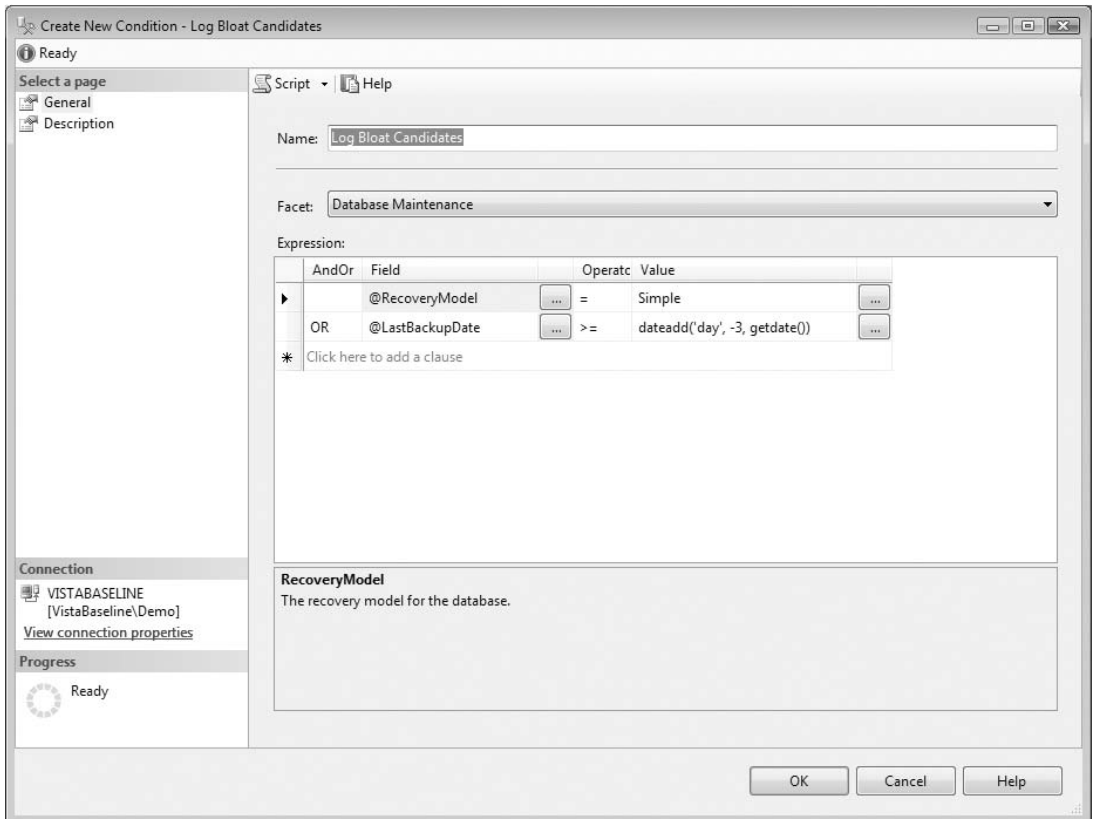 Create New Condition - Log Bloat Candidates
Ready
Select a page
General
Description
Script
Help
Name: Log Bloat Candidates
Facet: Database Maintenance
Expression:
AndOr Field Operatc Value
@RecoveryModel ... = Simple ...
OR @LastBackupDate ... >= dateadd('day', -3, getdate()) ...
Click here to add a clause
RecoveryModel
The recovery model for the database.
Connection
VISTABASELINE
[VistaBaseline\Demo]
View connection properties
Progress
Ready
OK Cancel Help